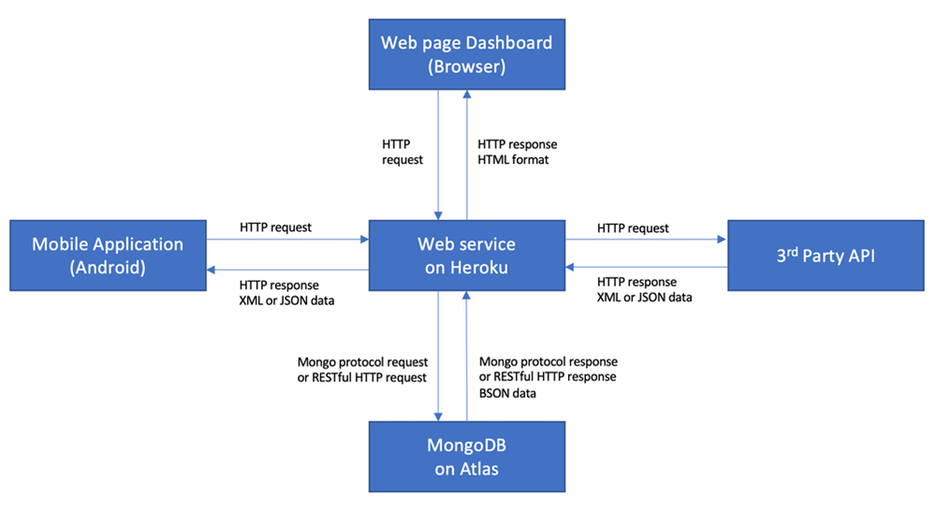 Web page Dashboard
(Browser)
HTTP
request
HTTP response
HTML format
Mobile Application
(Android)
HTTP request
HTTP response
XML or JSON data
Web service
on Heroku
HTTP request
HTTP response
XML or JSON data
3rd Party API
Mongo protocol request
or RESTful HTTP request
Mongo protocol response
or RESTful HTTP response
BSON data
MongoDB
on Atlas